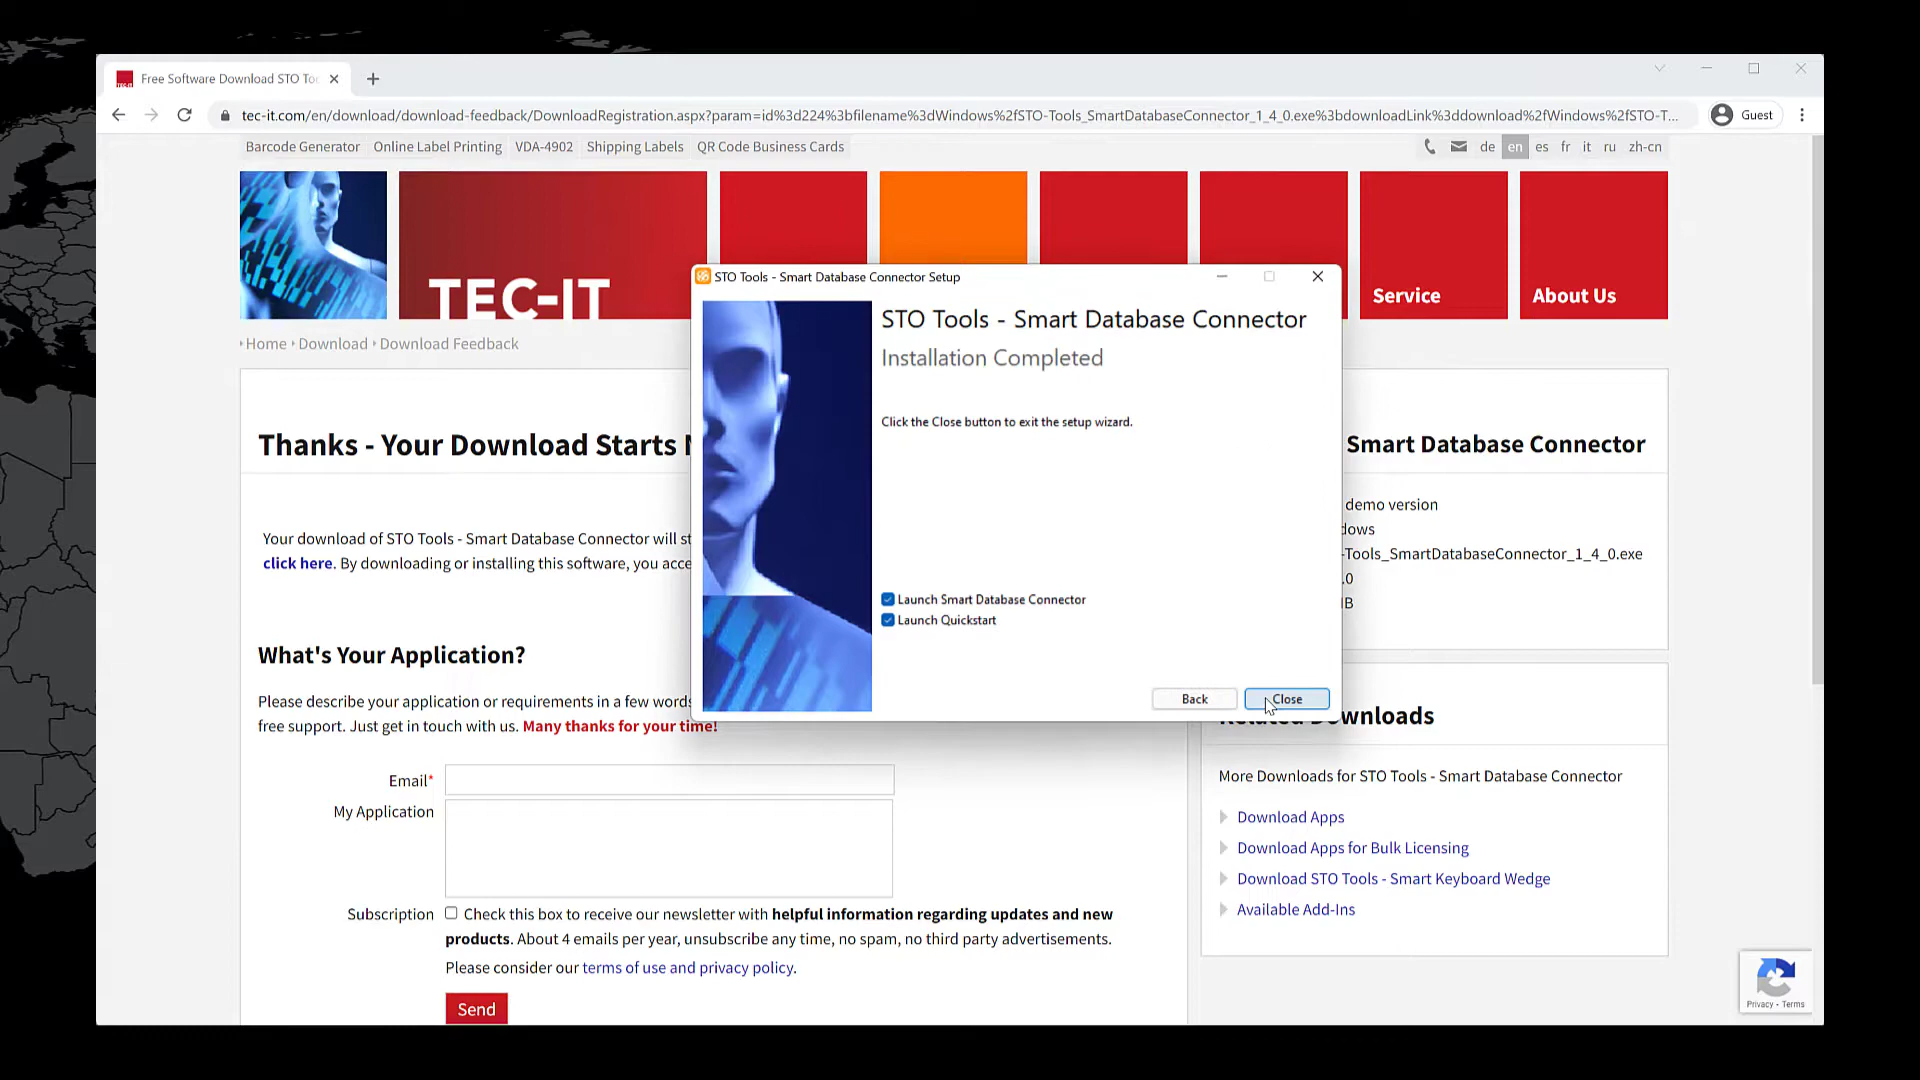 Free Software Download STO To
tec-it.com/en/download/download-feedback/DownloadRegistration.aspx?param=id%3d224%3bfilename%3dWindows%2fSTO-Tools_SmartDatabaseConnector_1_4_0.exe%3bdownloadLink%3ddownload%2fWindows%2fSTO-T...
Guest
Barcode Generator Online Label Printing VDA-4902 Shipping Labels QR Code Business Cards
de en es fr it ru zh-cn
TEC-IT
Service
About Us
Home Download Download Feedback
STO Tools - Smart Database Connector Setup
STO Tools - Smart Database Connector
Installation Completed
Click the Close button to exit the setup wizard.
Launch Smart Database Connector
Launch Quickstart
Back
Close
Thanks - Your Download Starts
Your download of STO Tools - Smart Database Connector will
click here. By downloading or installing this software, you
What's Your Application?
Please describe your application or requirements in a few words
free support. Just get in touch with us. Many thanks for your time!
Email*
My Application
Subscription
Check this box to receive our newsletter with helpful information regarding updates and new
products. About 4 emails per year, unsubscribe any time, no spam, no third party advertisements.
Please consider our terms of use and privacy policy.
Send
Smart Database Connector
demo version
dows
-Tools_SmartDatabaseConnector_1_4_0.exe
.0
IB
Downloads
More Downloads for STO Tools - Smart Database Connector
Download Apps
Download Apps for Bulk Licensing
Download STO Tools - Smart Keyboard Wedge
Available Add-Ins
Privacy - Terms